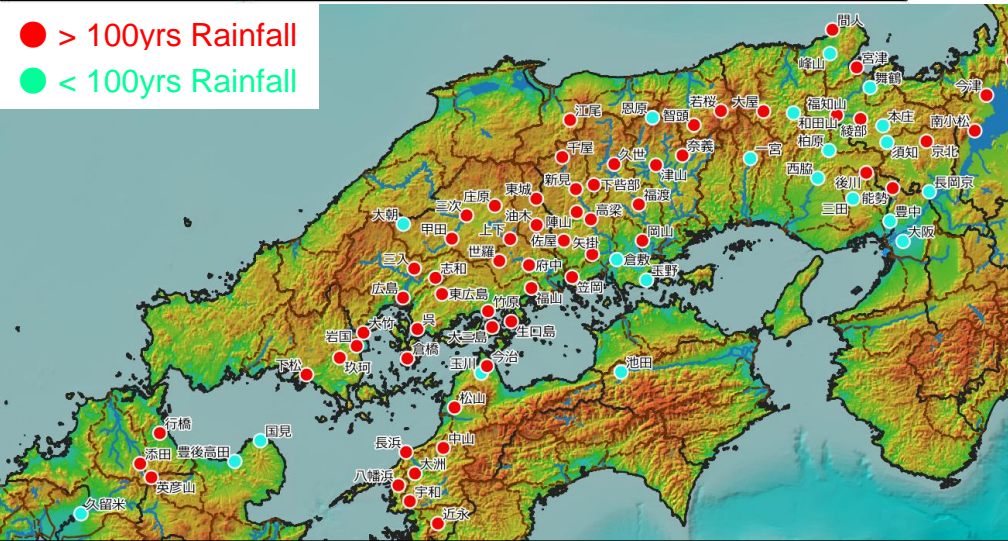 > 100yrs Rainfall
< 100yrs Rainfall
間人
峰山
宮津
舞鶴
今津
江尾
恩原
智頭
若桜
大屋
福知山
和田山
綾部
本庄
南小松
柏原
須知
京北
千屋
久世
津山
奈義
一宮
西脇
後川
新見
下呰部
福渡
三田
能勢
長岡京
庄原
東城
三次
大朝
油木
陣山
高梁
豊中
甲田
上下
佐屋
矢掛
岡山
大阪
世羅
三入
志和
府中
倉敷
玉野
笠岡
広島
東広島
福山
竹原
大竹
呉
大三島
生口島
岩国
倉橋
今治
玉川
池田
下松
玖珂
松山
行橋
国見
長浜
中山
添田
豊後高田
大洲
英彦山
八幡浜
宇和
久留米
近永